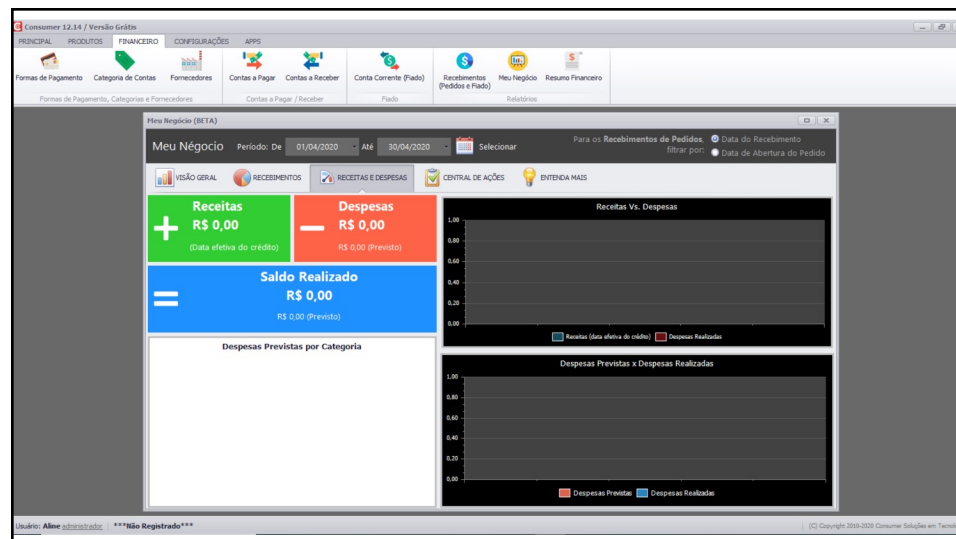 Consumer 12.14 / Versão Grátis
PRINCIPAL PRODUTOS FINANCEIRO CONFIGURAÇÕES APPS
Formas de Pagamento Categoria de Contas Fornecedores Contas a Pagar Contas a Receber Conta Corrente (Fiado) Recebimentos (Pedidos e Fiado) Meu Negócio Resumo Financeiro
Formas de Pagamento, Categorias e Fornecedores Contas a Pagar / Receber Fiado Relatórios
Meu Negócio (BETA)
Meu Négocio Período: De 01/04/2020 Até 30/04/2020 Selecionar
Para os Recebimentos de Pedidos, filtrar por:
Data do Recebimento
Data de Abertura do Pedido
VISÃO GERAL RECEBIMENTOS RECEITAS E DESPESAS CENTRAL DE AÇÕES ENTENDA MAIS
Receitas
R$ 0,00
(Data efetiva do crédito)
Despesas
R$ 0,00
R$ 0,00 (Previsto)
Saldo Realizado
R$ 0,00
R$ 0,00 (Previsto)
Despesas Previstas por Categoria
Receitas Vs. Despesas
1,00
0,80
0,60
0,40
0,20
0,00
Receitas (data efetiva do crédito) Despesas Realizadas
Despesas Previstas x Despesas Realizadas
1,00
0,80
0,60
0,40
0,20
0,00
Despesas Previstas Despesas Realizadas
Usuário: Aline administrador ***Não Registrado*** (C) Copyright 2010-2020 Consumer Soluções em Tecnol